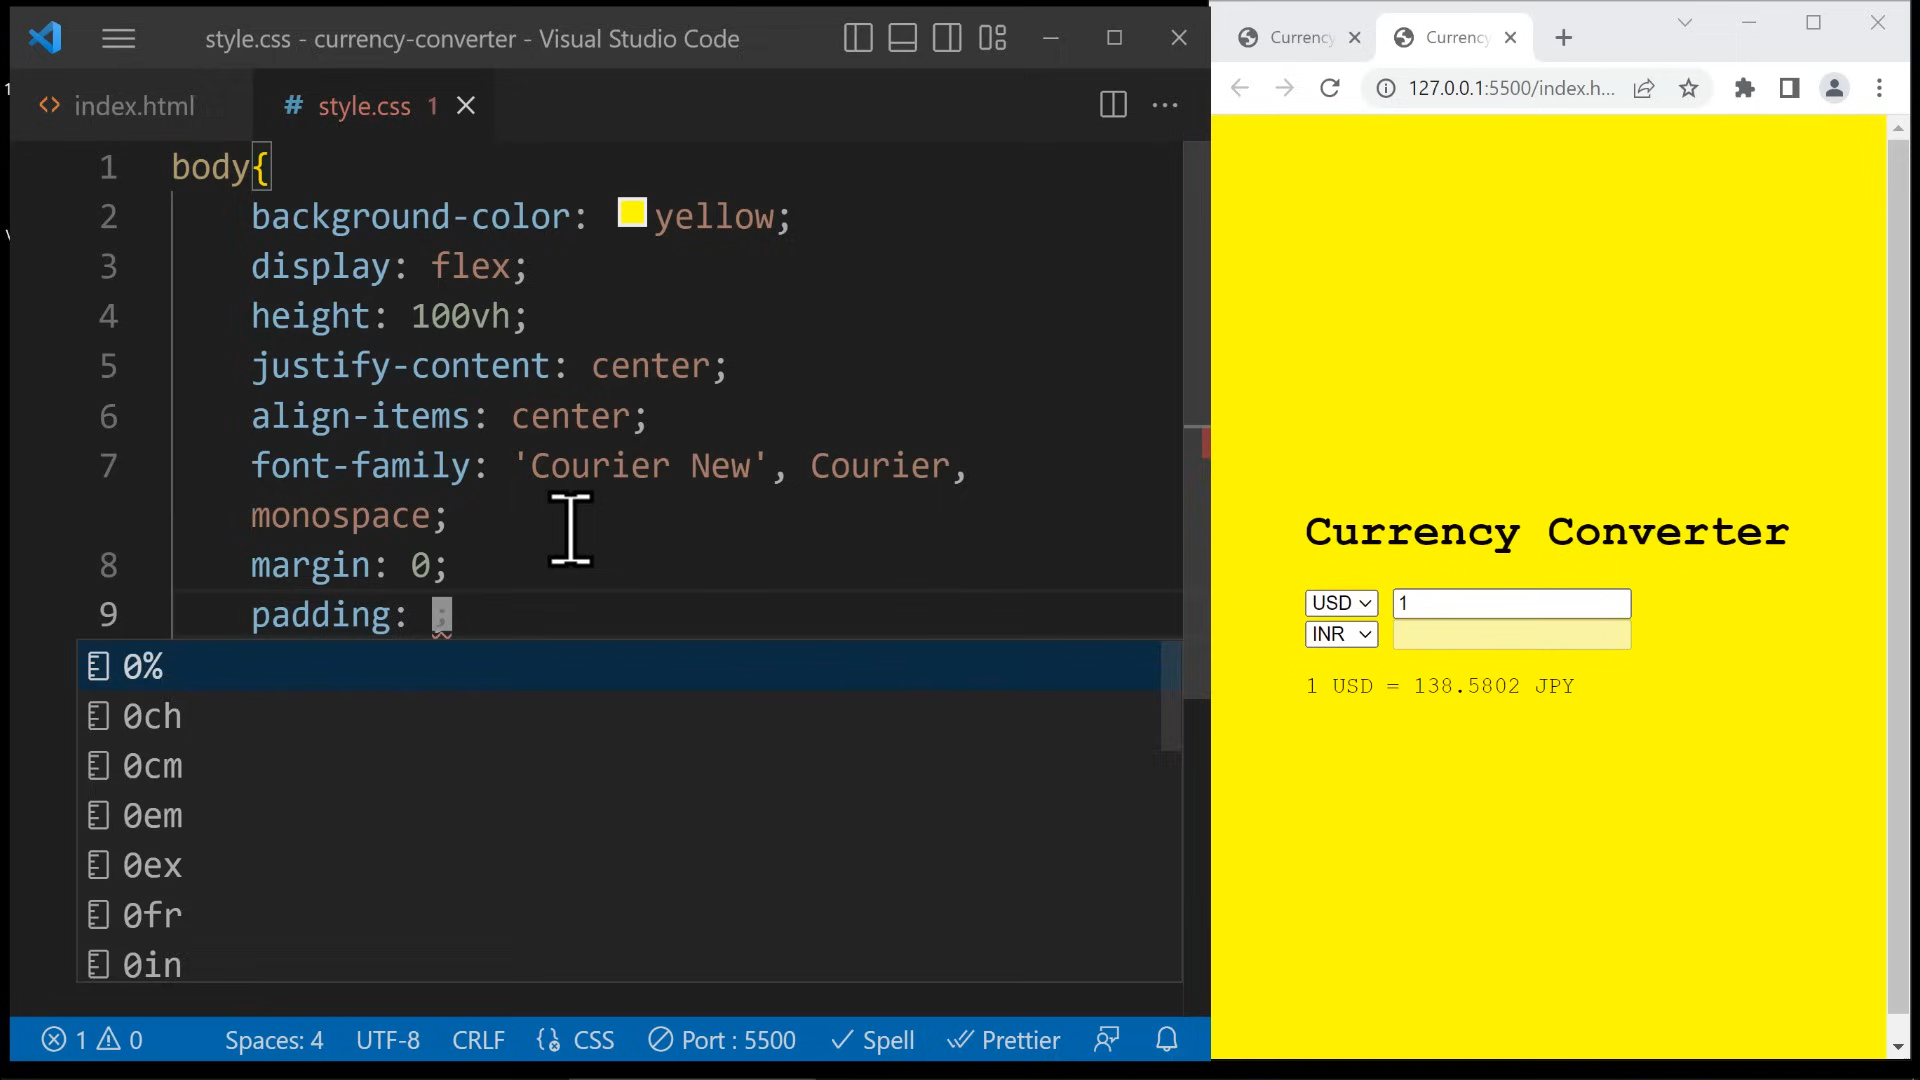 style.css - currency-converter - Visual Studio Code
index.html
# style.css 1
1 body{
2 background-color: yellow;
3 display: flex;
4 height: 100vh;
5 justify-content: center;
6 align-items: center;
7 font-family: 'Courier New', Courier,
monospace;
8 margin: 0;
9 padding: ;
0%
0ch
0cm
0em
0ex
0fr
0in
1 0
Spaces: 4
UTF-8
CRLF
CSS
Port : 5500
Spell
Prettier
Currency
Currency
127.0.0.1:5500/index.h...
Currency Converter
USD 1
INR
1 USD = 138.5802 JPY